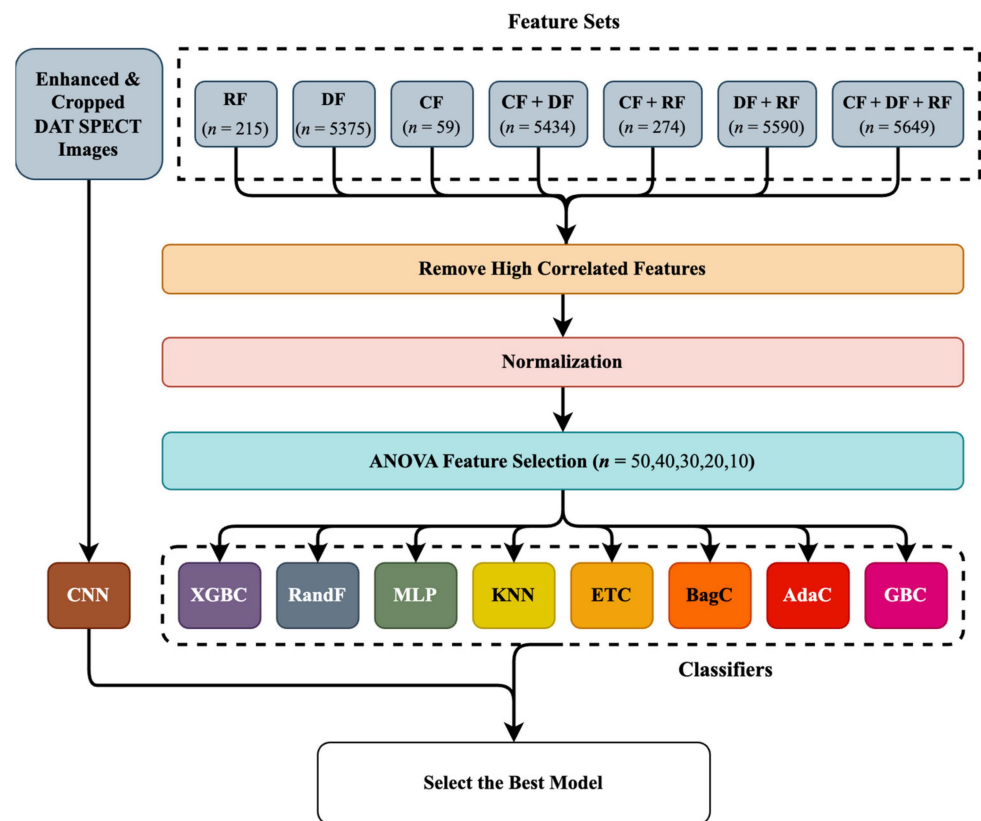 Feature Sets
Enhanced &
Cropped
DAT SPECT
Images
RF
(n = 215)
DF
(n = 5375)
CF
(n = 59)
CF + DF
(n = 5434)
CF + RF
(n = 274)
DF + RF
(n = 5590)
CF + DF + RF
(n = 5649)
Remove High Correlated Features
Normalization
ANOVA Feature Selection (n = 50,40,30,20,10)
CNN
XGBC
RandF
MLP
KNN
ETC
BagC
AdaC
GBC
Classifiers
Select the Best Model